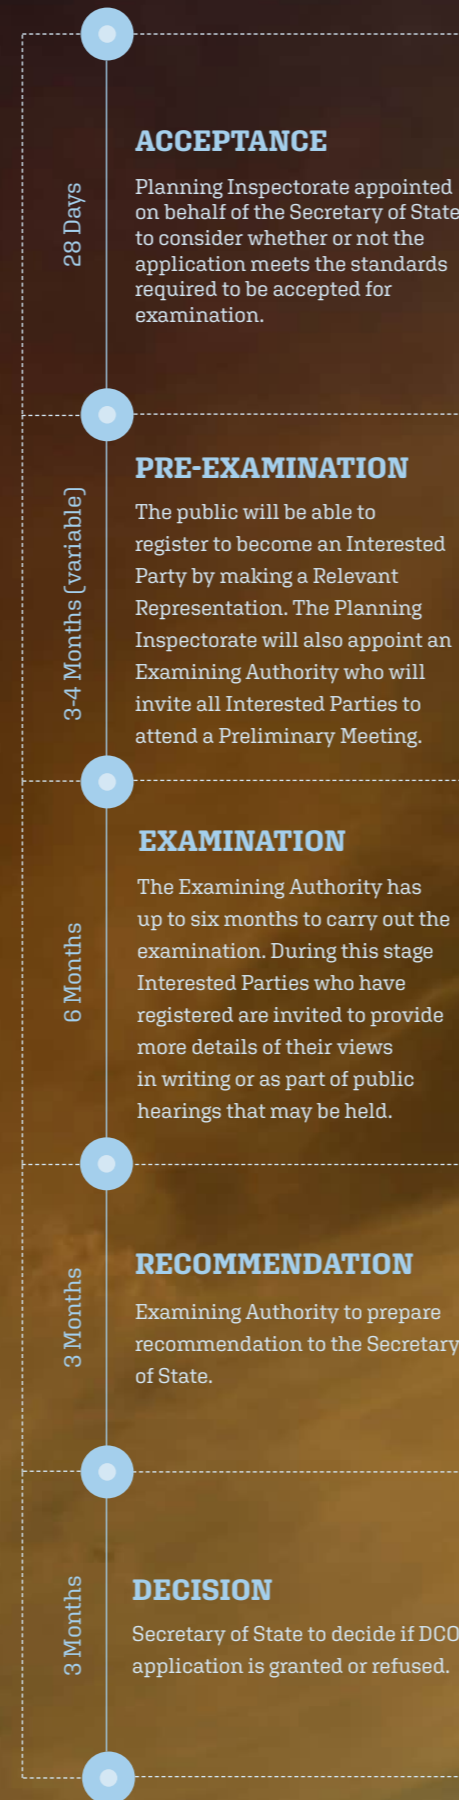 28 Days
ACCEPTANCE
Planning Inspectorate appointed
on behalf of the Secretary of State
to consider whether or not the
application meets the standards
required to be accepted for
examination.
3-4 Months (variable)
PRE-EXAMINATION
The public will be able to
register to become an Interested
Party by making a Relevant
Representation. The Planning
Inspectorate will also appoint an
Examining Authority who will
invite all Interested Parties to
attend a Preliminary Meeting.
6 Months
EXAMINATION
The Examining Authority has
up to six months to carry out the
examination. During this stage
Interested Parties who have
registered are invited to provide
more details of their views
in writing or as part of public
hearings that may be held.
3 Months
RECOMMENDATION
Examining Authority to prepare
recommendation to the Secretary
of State.
3 Months
DECISION
Secretary of State to decide if DCO
application is granted or refused.